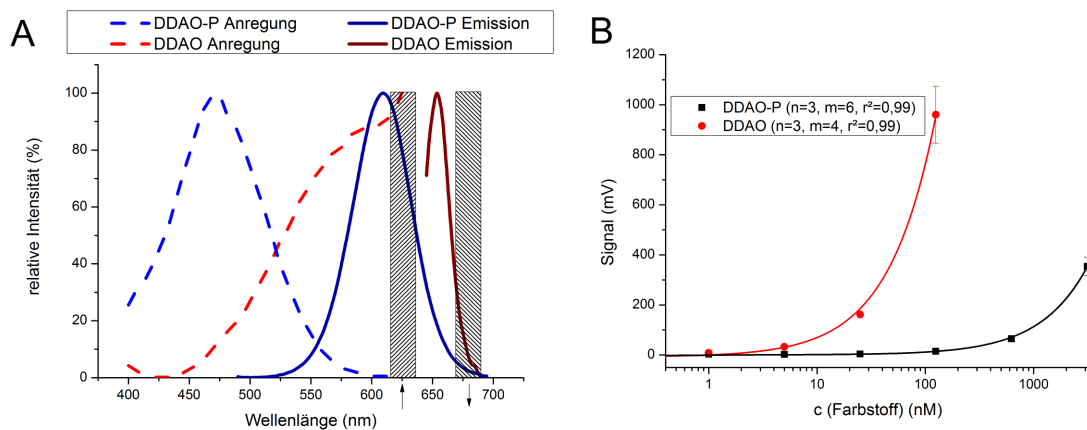 A
DDAO-P Anregung
DDAO-P Emission
DDAO Anregung
DDAO Emission
relative Intensität (%)
100
80
60
40
20
0
400
450
500
550
600
650
700
Wellenlänge (nm)
B
DDAO-P (n=3, m=6, r²=0,99)
DDAO (n=3, m=4, r²=0,99)
Signal (mV)
1200
1000
800
600
400
200
0
1
10
100
1000
c (Farbstoff) (nM)